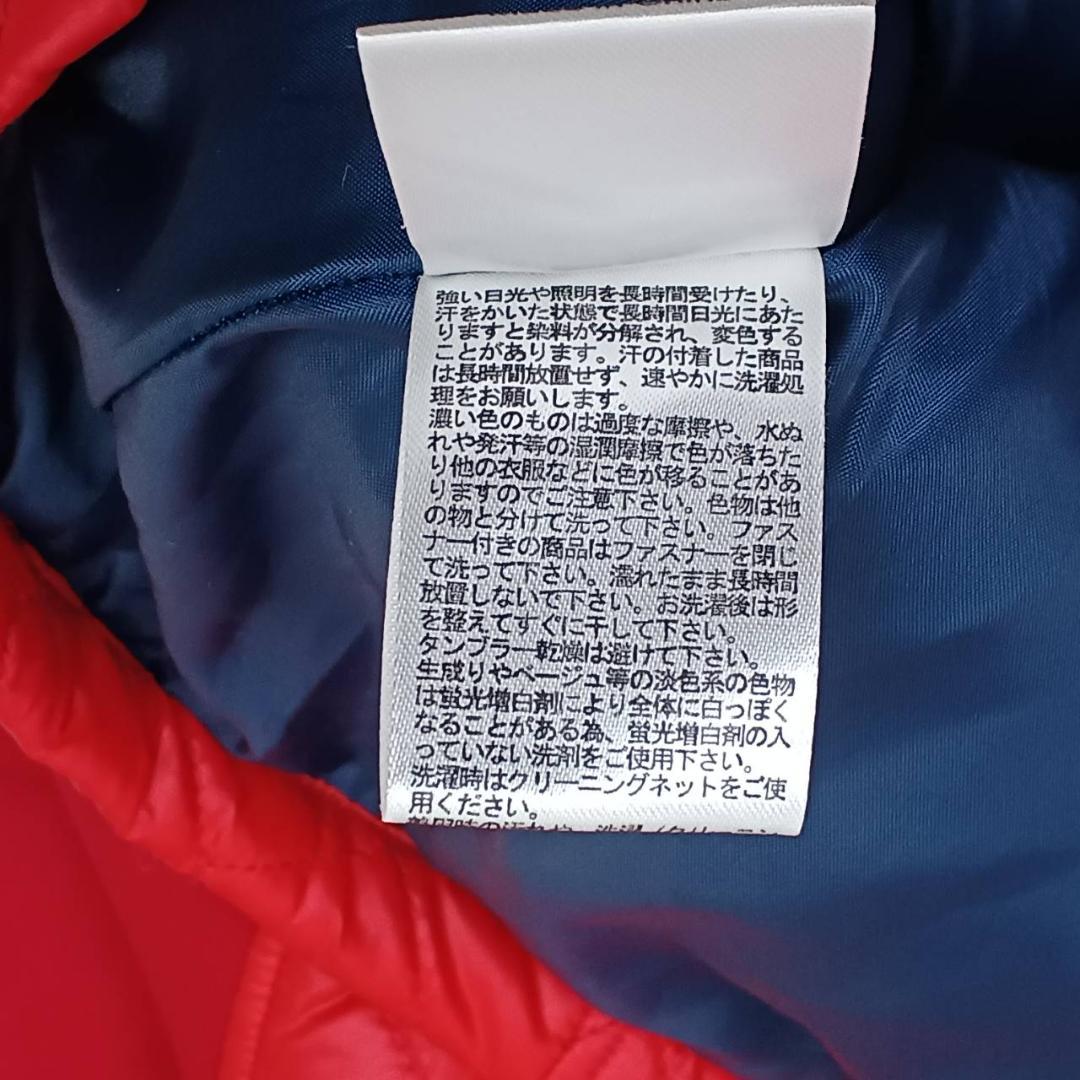 強い日光や照明を長時間受けたり、
汗をかいた状態で長時間日光にあた
りますと染料が分解され、変色する
ことがあります。汗の付着した商品
は長時間放置せず、速やかに洗濯処
理をお願いします。
濃い色のものは過度な摩擦や、水ぬ
れや発汗等の湿潤摩擦で色が落ちた
り他の衣服などに色が移ることがあ
りますのでご注意下さい。色物は他
の物と分けて洗って下さい。ファス
ナー付きの商品はファスナーを閉じ
て洗って下さい。濡れたまま長時間
放置しないで下さい。お洗濯後は形
を整えてすぐに干して下さい。
タンブラー乾燥は避けて下さい。
生成りやベージュ等の淡色系の色物
は蛍光増白剤により全体に白っぽく
なることがある為、蛍光増白剤の入
っていない洗剤をご使用下さい。
洗濯時はクリーニングネットをご使
用ください。